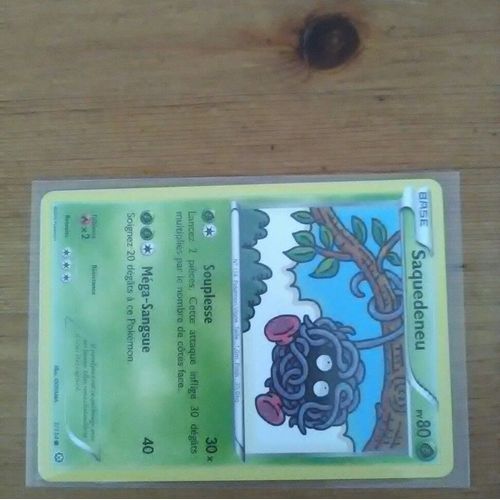 BASE
Saquedeneu
PV 80
Souplesse
30 x
Lancez 2 pièces. Cette attaque inflige 30 dégâts
multipliés par le nombre de côtés face.
Méga-Sangsue
40
Soignez 20 dégâts à ce Pokémon.
Faiblesse
x2
Résistance
Retraite